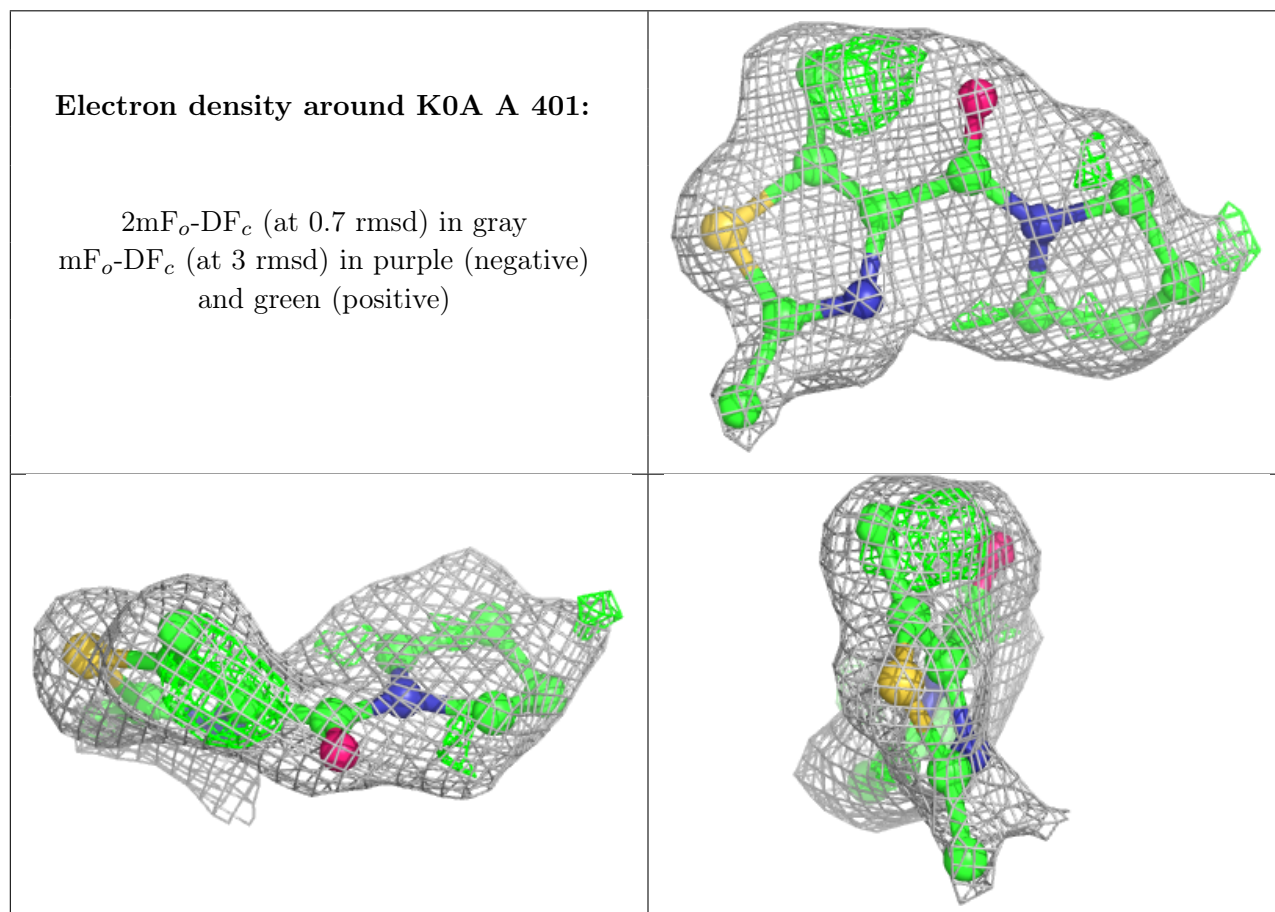 Electron density around K0A A 401:
2mFₒ-DF𝒸 (at 0.7 rmsd) in gray
mFₒ-DF𝒸 (at 3 rmsd) in purple (negative)
and green (positive)